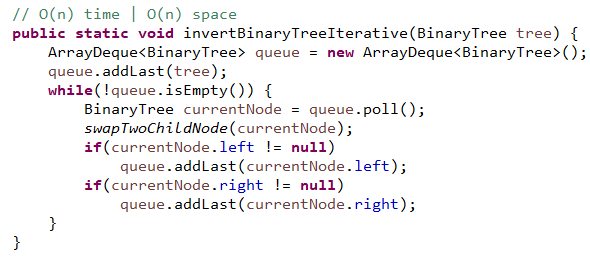 // O(n) time | O(n) space
public static void invertBinaryTreeIterative(BinaryTree tree) {
    ArrayDeque<BinaryTree> queue = new ArrayDeque<BinaryTree>();
    queue.addLast(tree);
    while(!queue.isEmpty()) {
        BinaryTree currentNode = queue.poll();
        swapTwoChildNode(currentNode);
        if(currentNode.left != null)
            queue.addLast(currentNode.left);
        if(currentNode.right != null)
            queue.addLast(currentNode.right);
    }
}